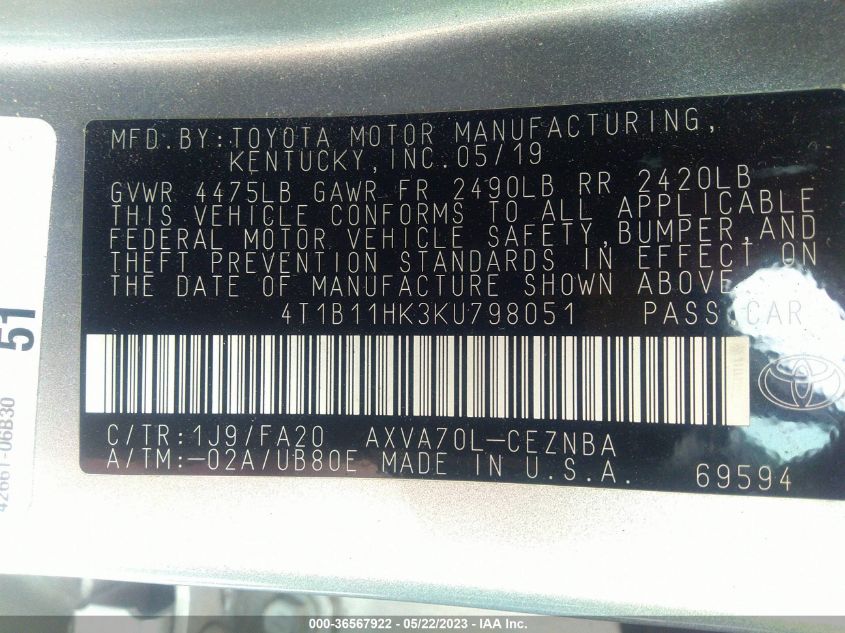 MFD.BY:TOYOTA MOTOR MANUFACTURING,
KENTUCKY,INC.05/19
GVWR 4475LB GAWR FR 2490LB RR 2420LB
THIS VEHICLE CONFORMS TO ALL APPLICABLE
FEDERAL MOTOR VEHICLE SAFETY,BUMPER,AND
THEFT PREVENTION STANDARDS IN EFFECT ON
THE DATE OF MANUFACTURE SHOWN ABOVE.
4T1B11HK3KU798051 PASS.CAR
C/TR:1J9/FA20 AXVA70L-CEZNBA
A/TM:-02A/UB80E MADE IN U.S.A.
69594
51
42661-06B30
360 - 36567922 - 05/22/2023 - IAA Inc.